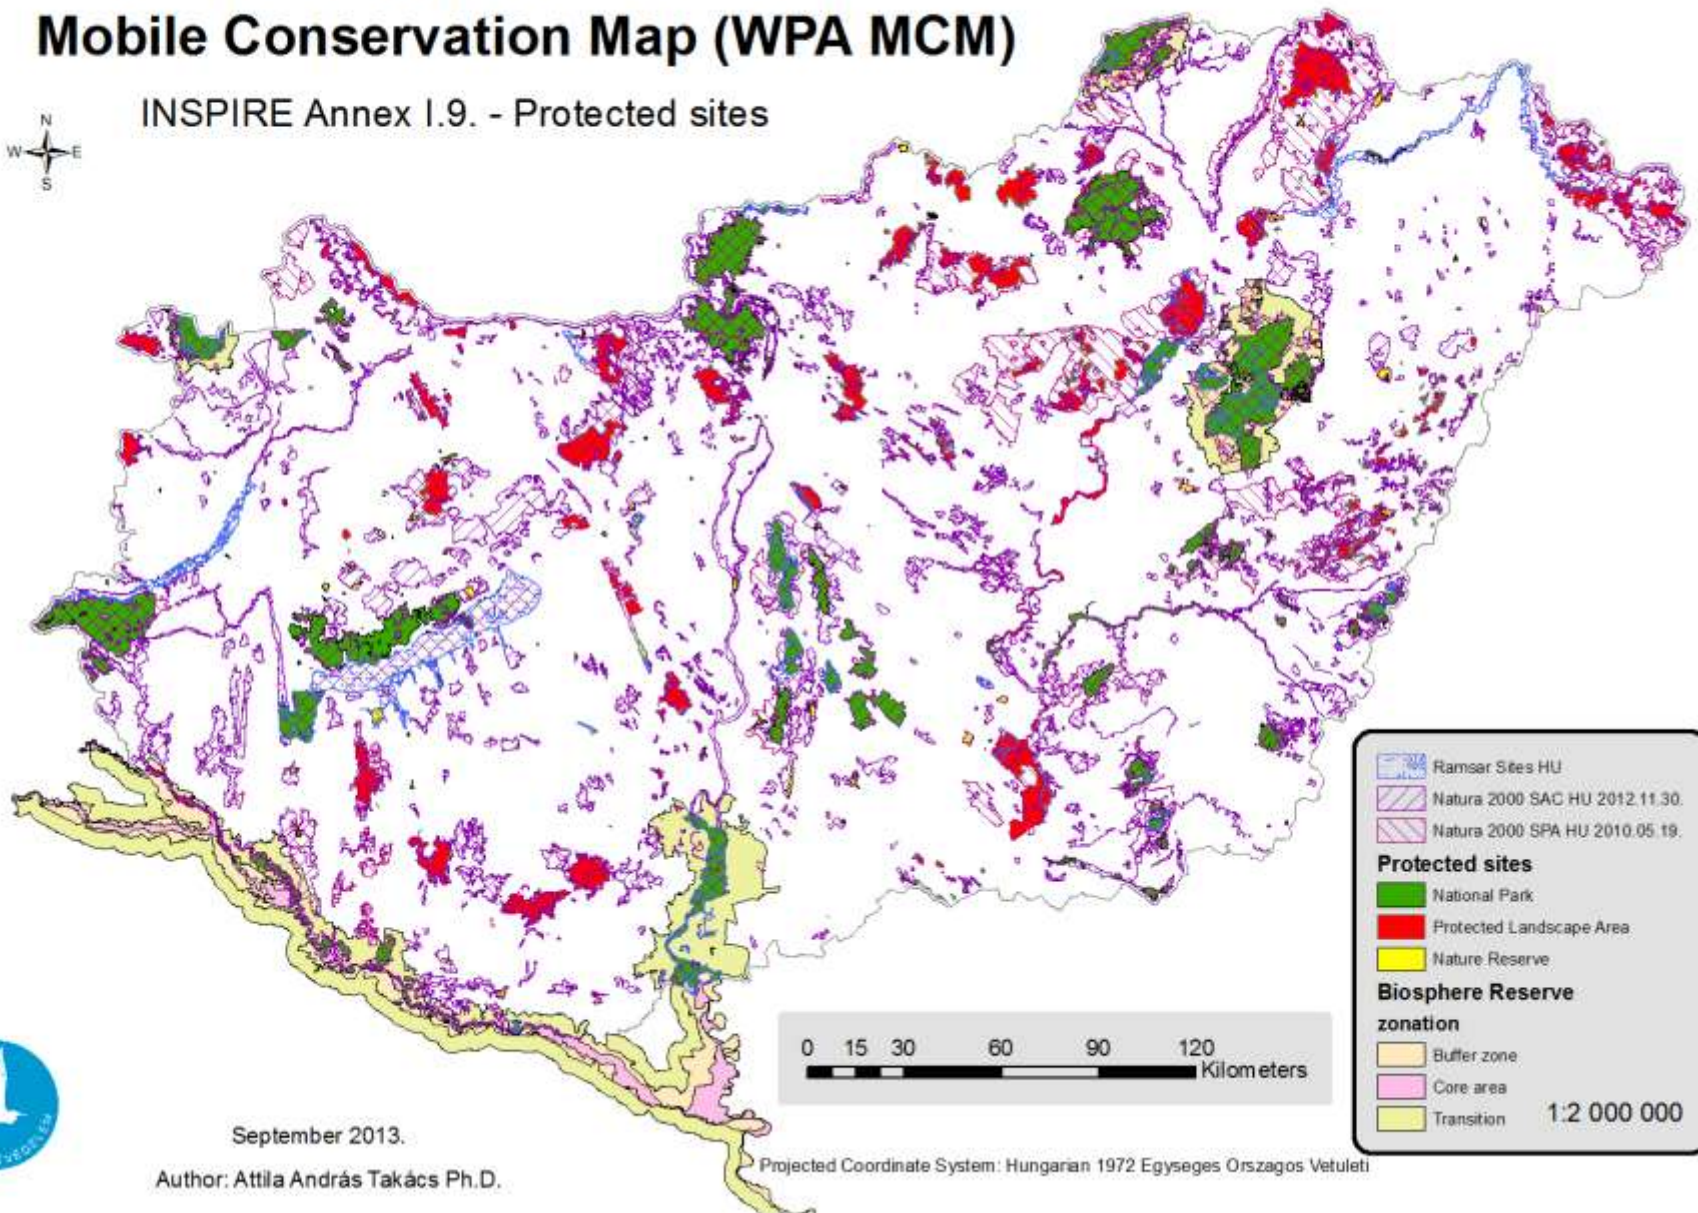 Mobile Conservation Map (WPA MCM)
INSPIRE Annex I.9. - Protected sites
N
W E
S
Ramsar Sites HU
Natura 2000 SAC HU 2012.11.30.
Natura 2000 SPA HU 2010.05.19.
Protected sites
National Park
Protected Landscape Area
Nature Reserve
Biosphere Reserve
zonation
Buffer zone
Core area
Transition
1:2 000 000
0 15 30 60 90 120
Kilometers
September 2013.
Author: Attila András Takács Ph.D.
Projected Coordinate System: Hungarian 1972 Egyseges Orszagos Vetuleti